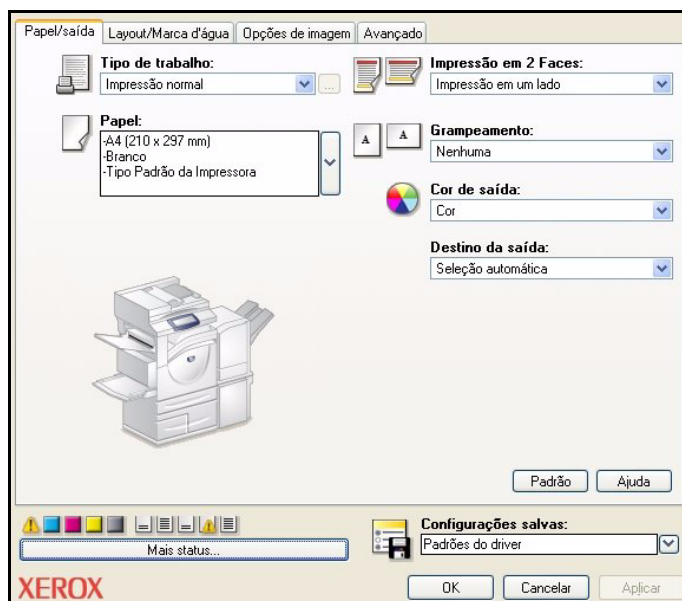 Papel/saída
Layout/Marca d'água
Opções de imagem
Avançado
Tipo de trabalho:
Impressão normal
...
Papel:
-A4 (210 x 297 mm)
-Branco
-Tipo Padrão da Impressora
Impressão em 2 Faces:
Impressão em um lado
A
A
Grampeamento:
Nenhuma
Cor de saída:
Cor
Destino da saída:
Seleção automática
Padrão
Ajuda
Mais status...
Configurações salvas:
Padrões do driver
XEROX
OK
Cancelar
Aplicar